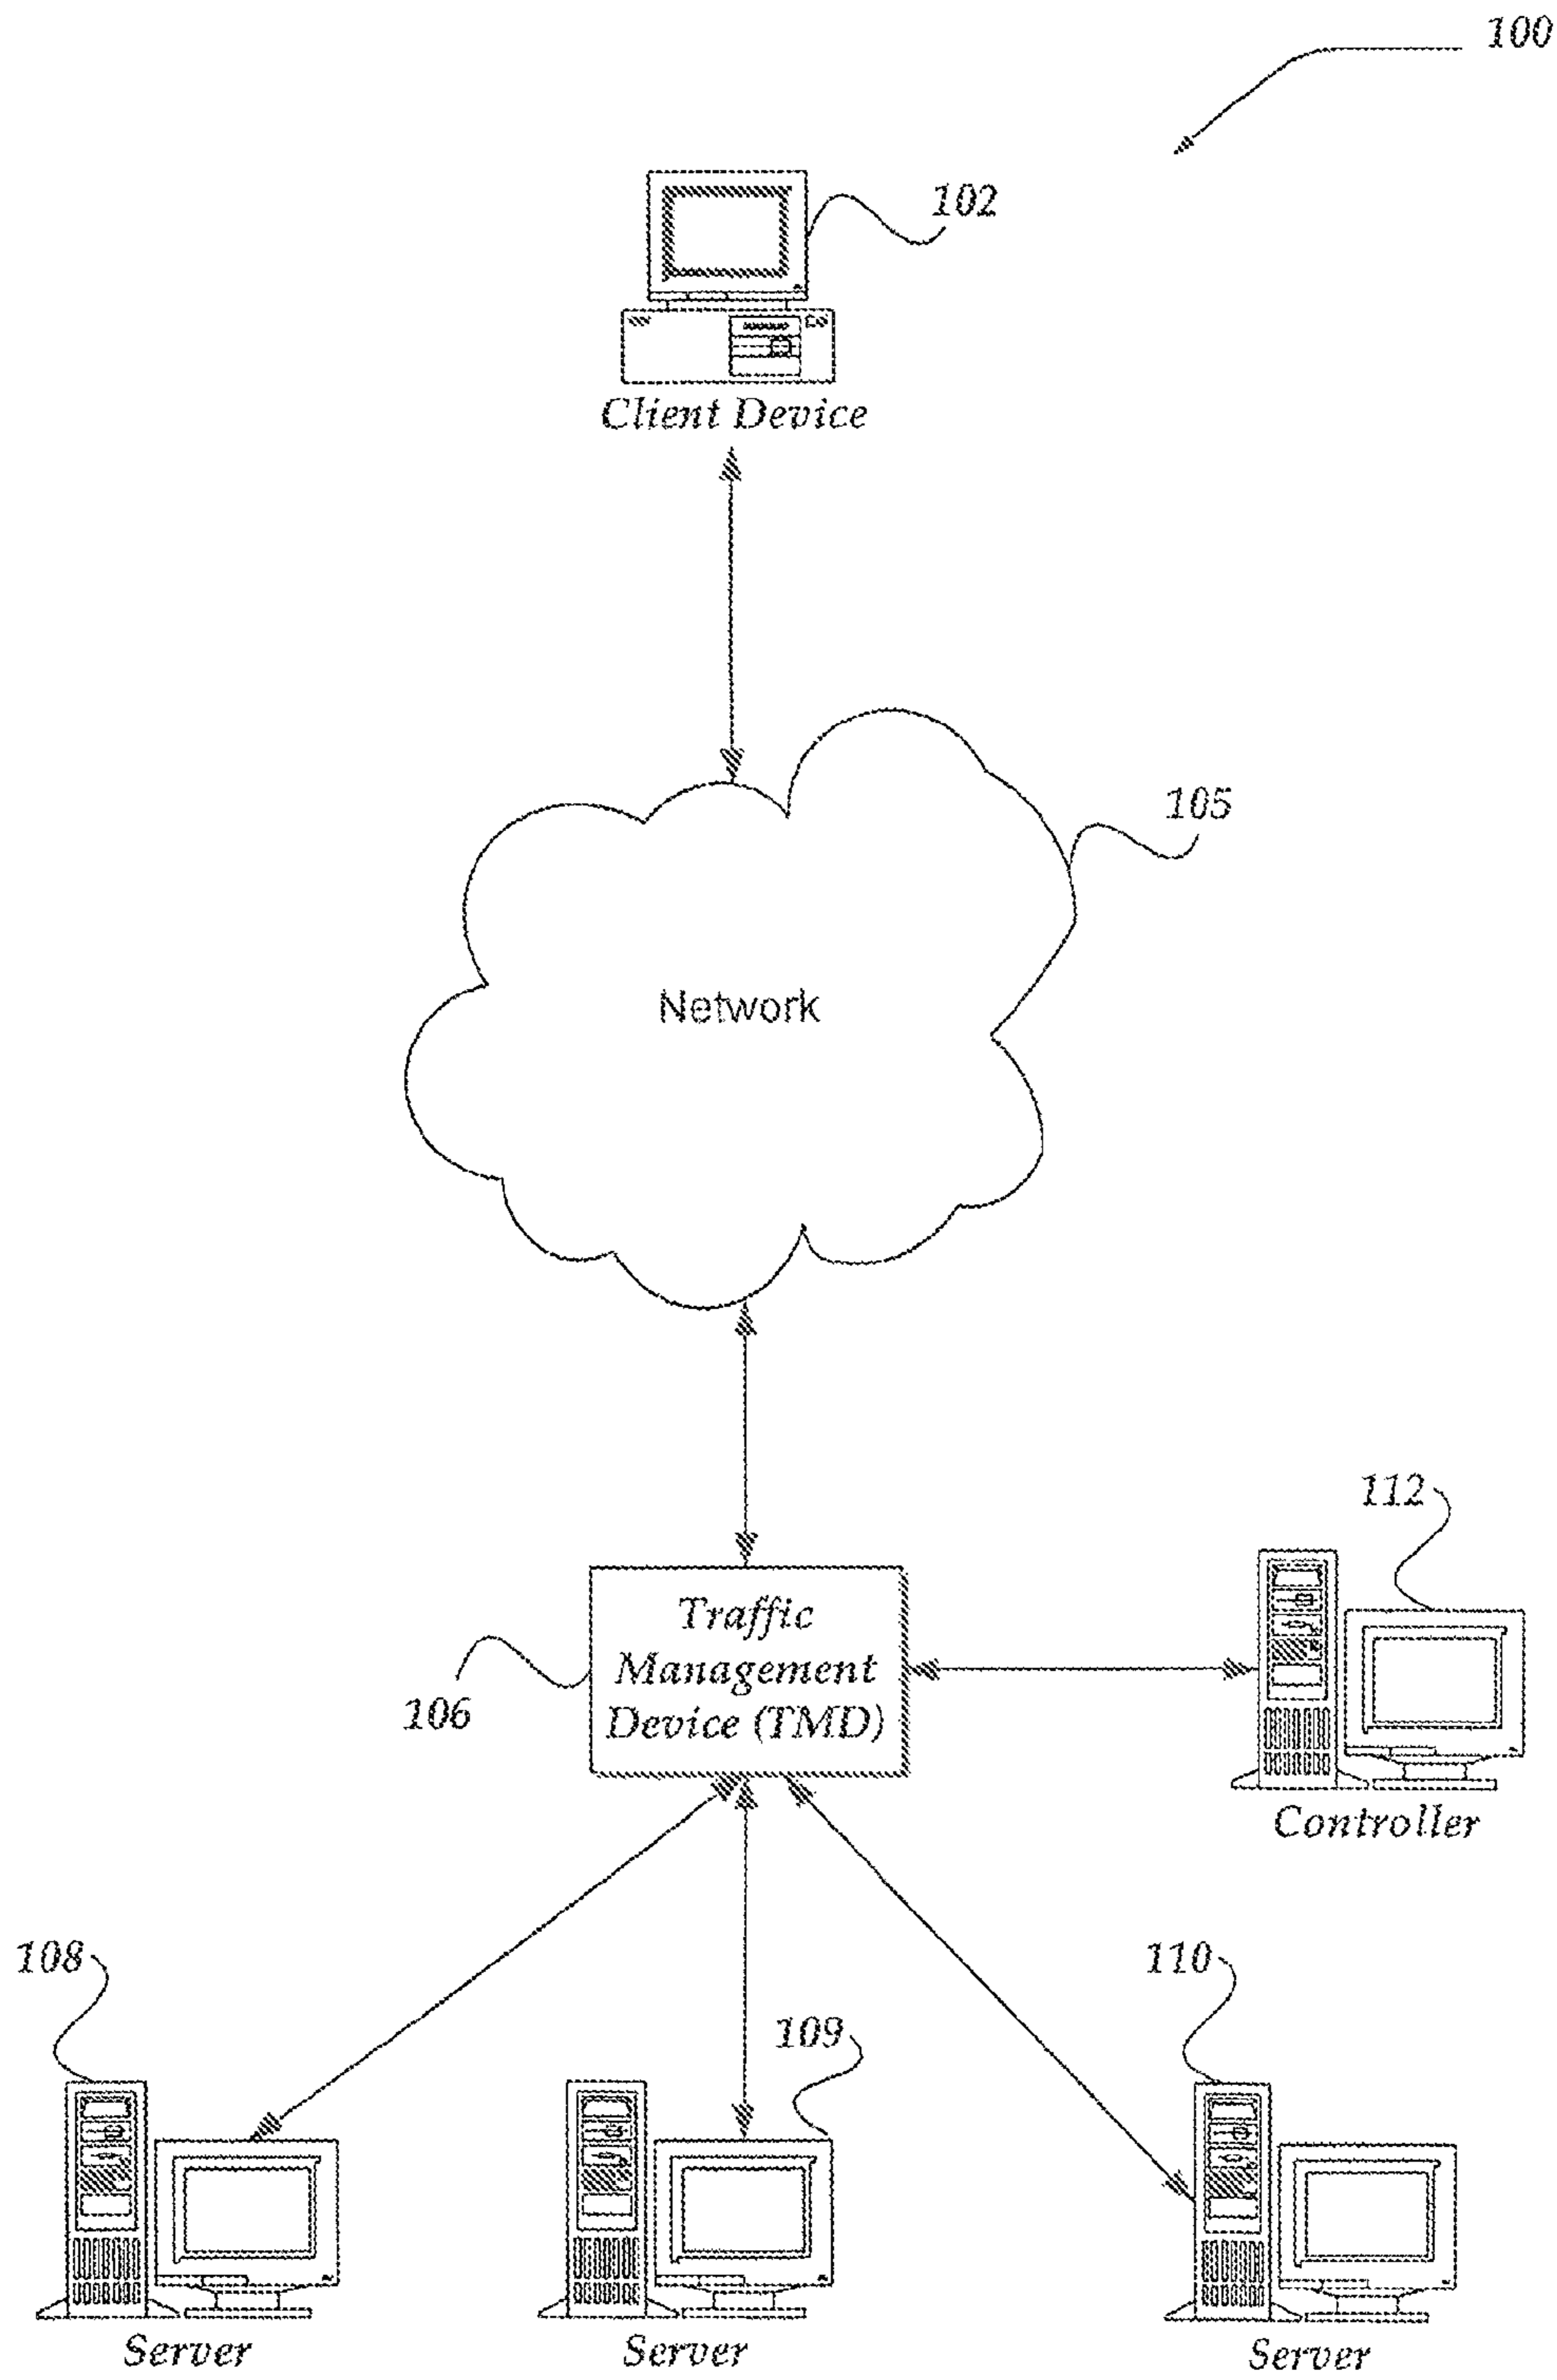 100
102
Client Device
105
Network
112
Traffic
Management
Device (TMD)
106
Controller
108
110
109
Server
Server
Server